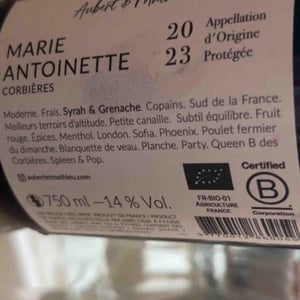 Aubert &
MARIE
ANTOINETTE
CORBIÈRES
20
23
Appellation
d'Origine
Protégée
Moderne. Frais. Syrah & Grenache. Copains. Sud de la France.
Meilleurs terroirs d'altitude. Petite canaille. Subtil équilibre. Fruit
rouge. Épices. Menthol. London. Sofia. Phoenix. Poulet fermier
du dimanche. Blanquette de veau. Planche. Party. Queen B des
Corbières. Spleen & Pop.
aubertetmathieu.com
750 ml – 14 % Vol.
FR-BIO-01
AGRICULTURE
FRANCE
Certified
B
Corporation